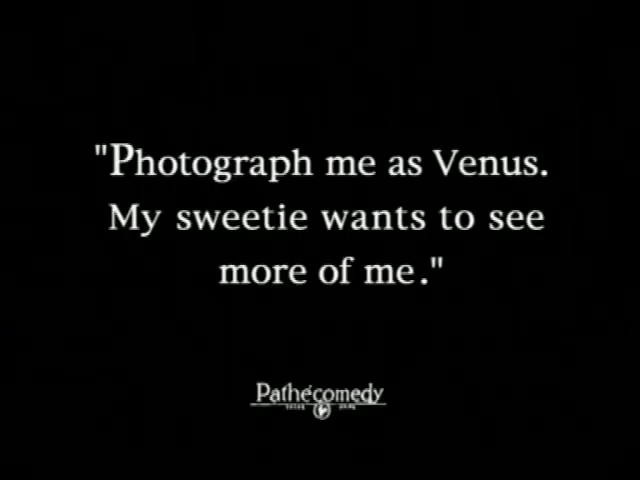 "Photograph me as Venus.
My sweetie wants to see
more of me."
Pathécomedy